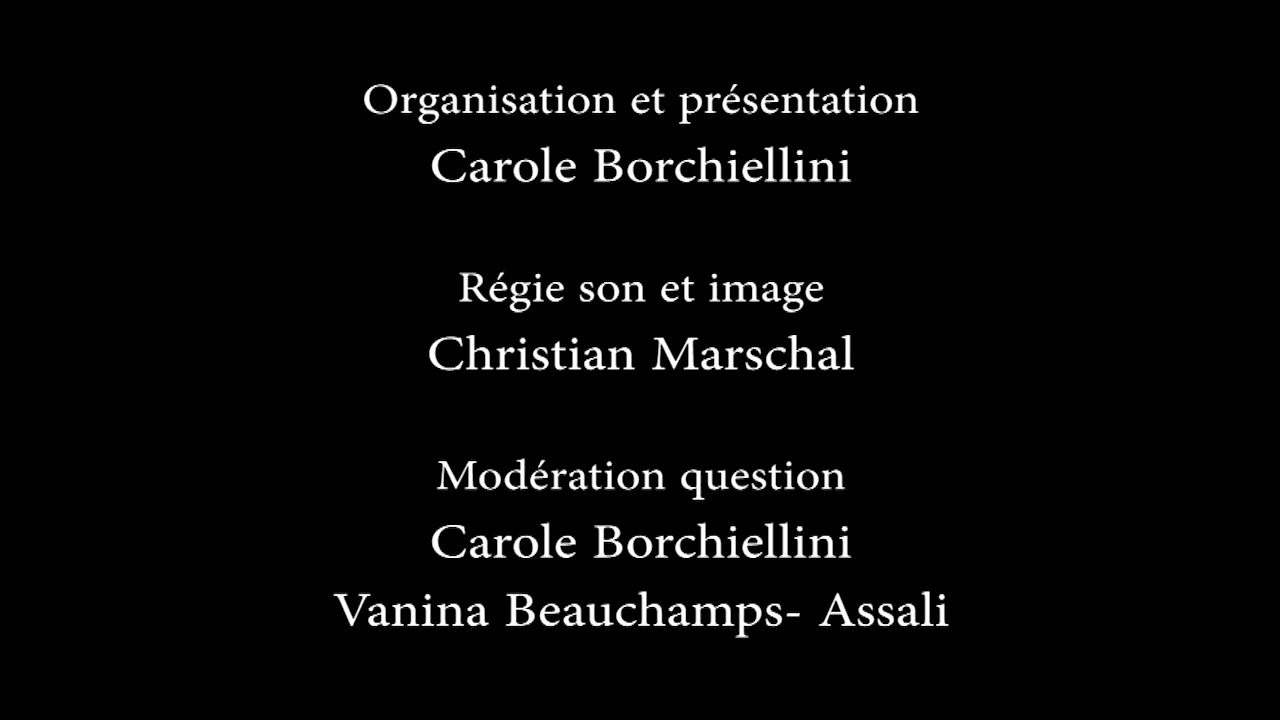 Organisation et présentation
Carole Borchiellini
Régie son et image
Christian Marschal
Modération question
Carole Borchiellini
Vanina Beauchamps- Assali